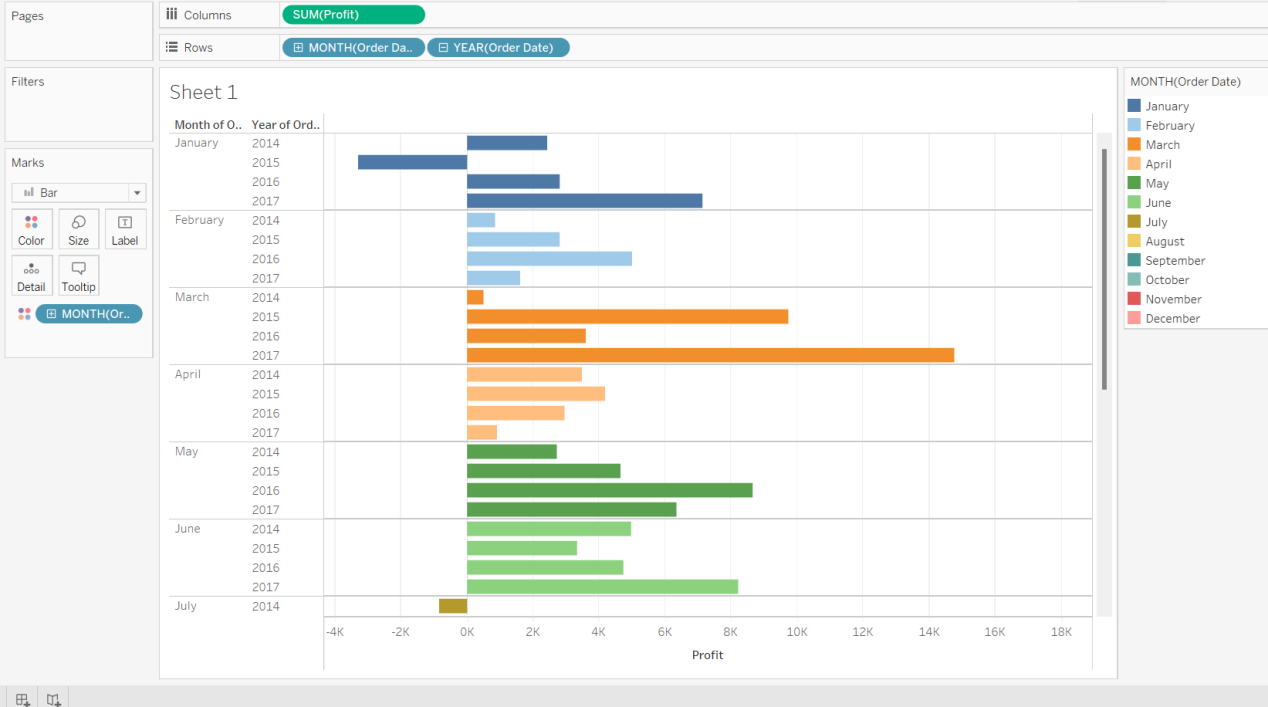 Pages
Columns
SUM(Profit)
Rows
MONTH(Order Da..
YEAR(Order Date)
Filters
Marks
Bar
Color
Size
Label
Detail
Tooltip
MONTH(Or..
Sheet 1
Month of O.. Year of Ord..
January 2014
2015
2016
2017
February 2014
2015
2016
2017
March 2014
2015
2016
2017
April 2014
2015
2016
2017
May 2014
2015
2016
2017
June 2014
2015
2016
2017
July 2014
-4K -2K 0K 2K 4K 6K 8K 10K 12K 14K 16K 18K
Profit
MONTH(Order Date)
January
February
March
April
May
June
July
August
September
October
November
December